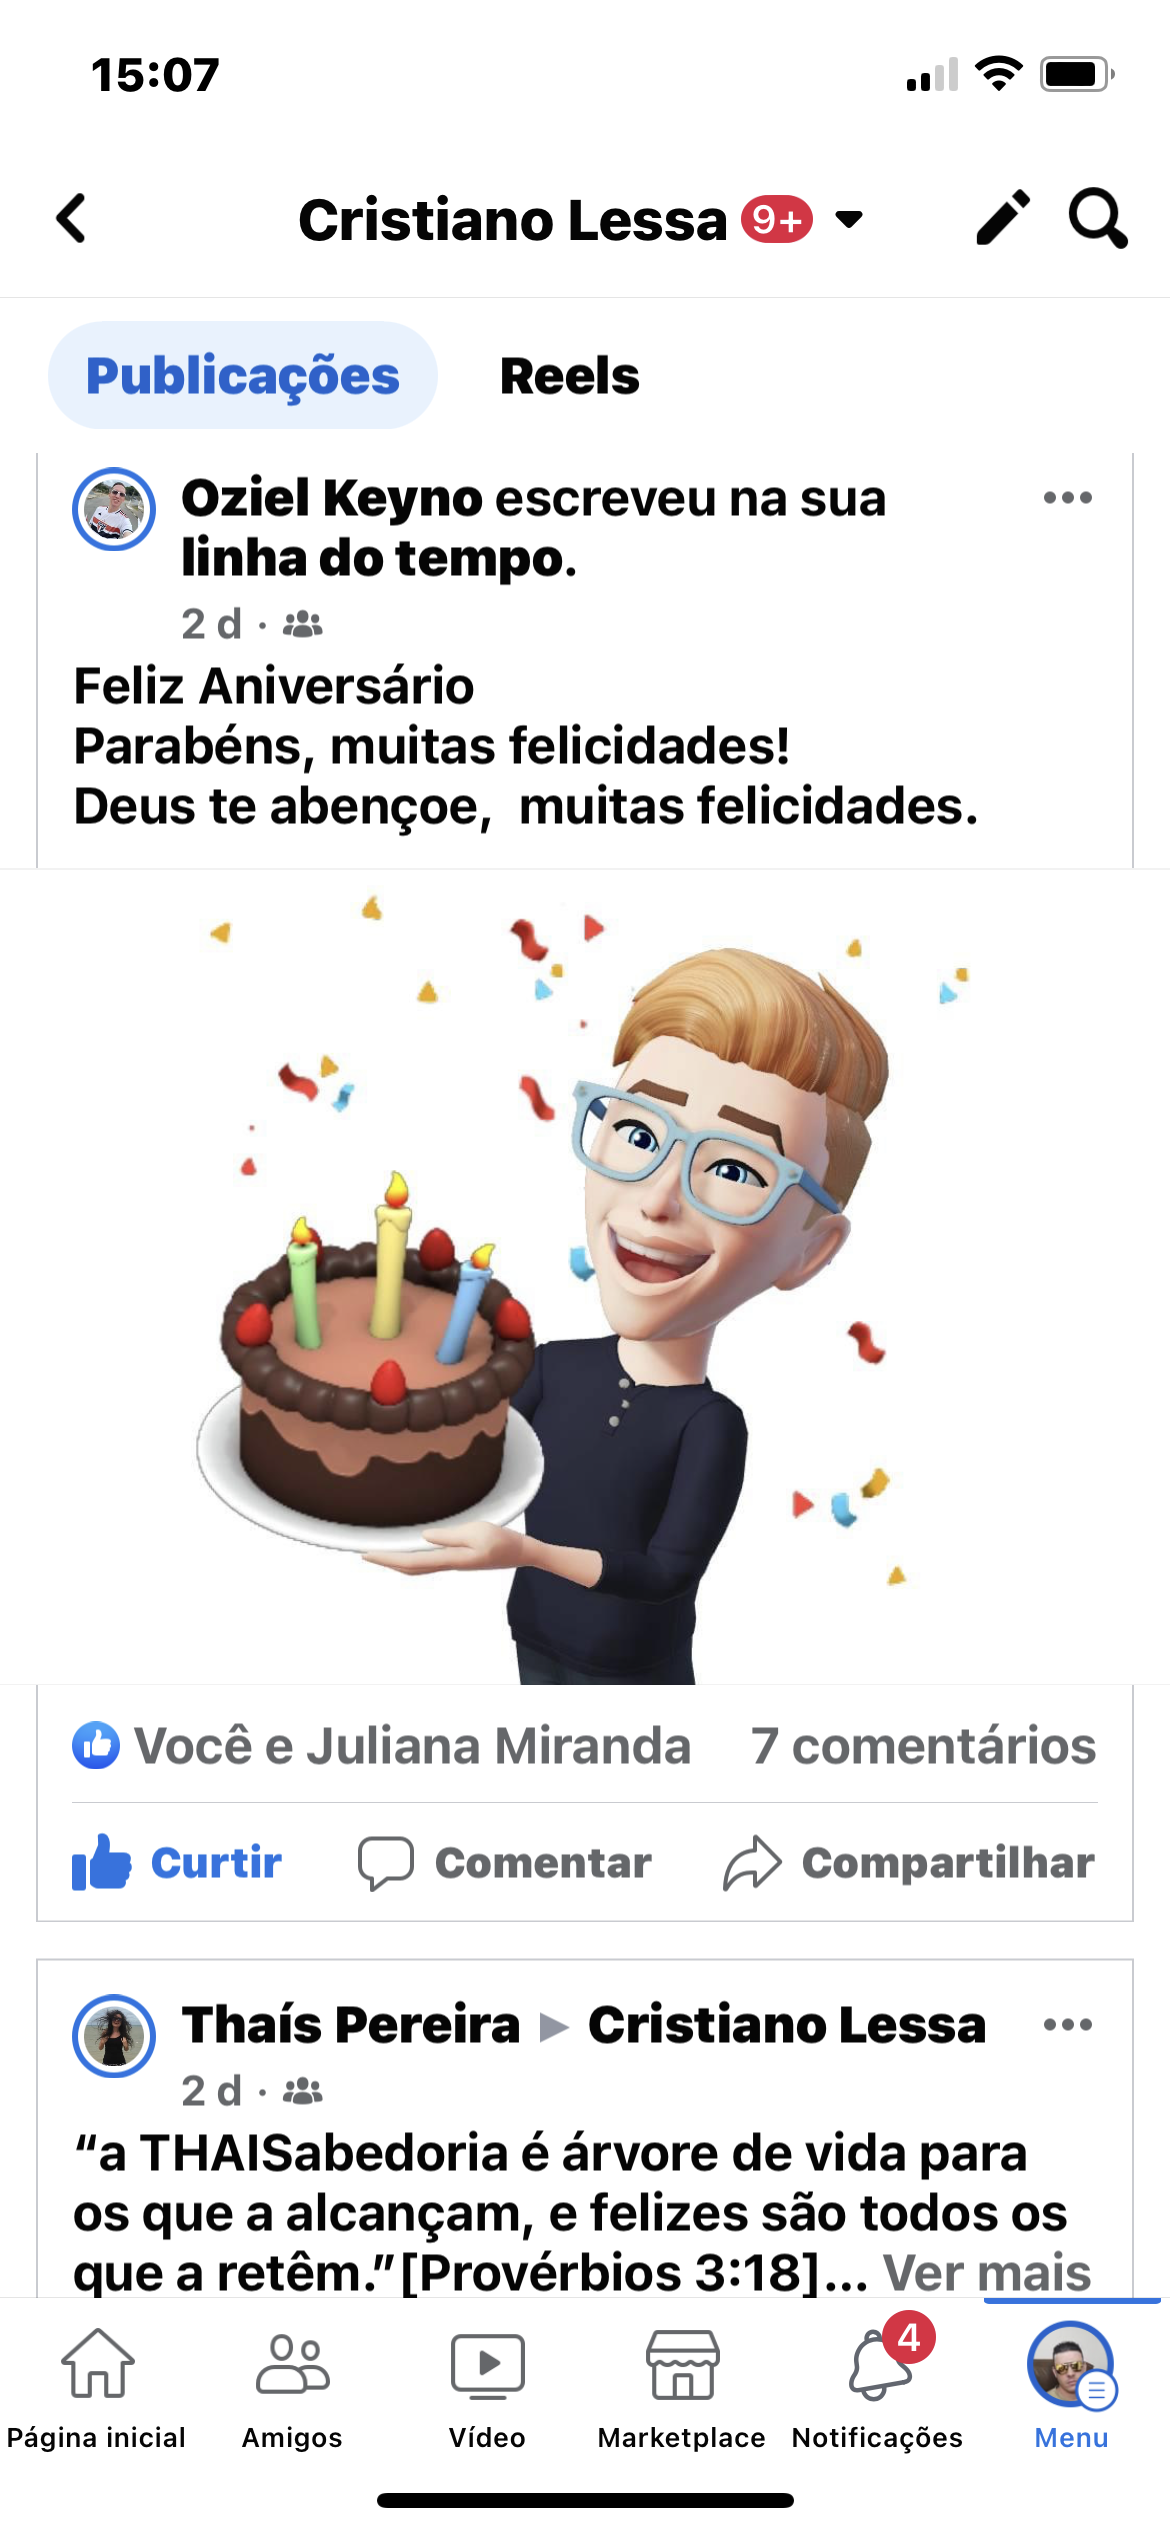 15:07
Cristiano Lessa 9+
Publicações Reels
Oziel Keyno escreveu na sua
linha do tempo.
2 d ·
Feliz Aniversário
Parabéns, muitas felicidades!
Deus te abençoe,  muitas felicidades.
Você e Juliana Miranda 7 comentários
Curtir Comentar Compartilhar
Thaís Pereira ▶ Cristiano Lessa
2 d ·
“a THAISabedoria é árvore de vida para
os que a alcançam, e felizes são todos os
que a retêm.”[Provérbios 3:18]... Ver mais
4
Página inicial Amigos Vídeo Marketplace Notificações Menu